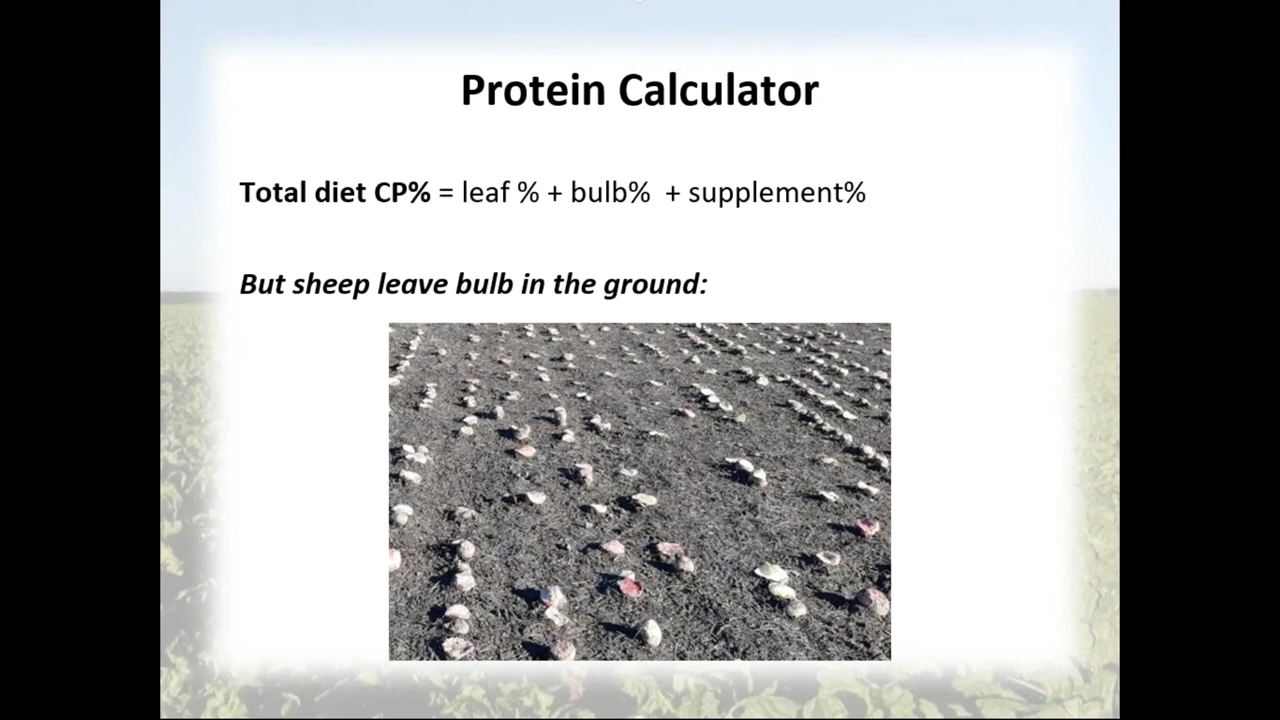 Protein Calculator
Total diet CP% = leaf % + bulb% + supplement%
But sheep leave bulb in the ground: